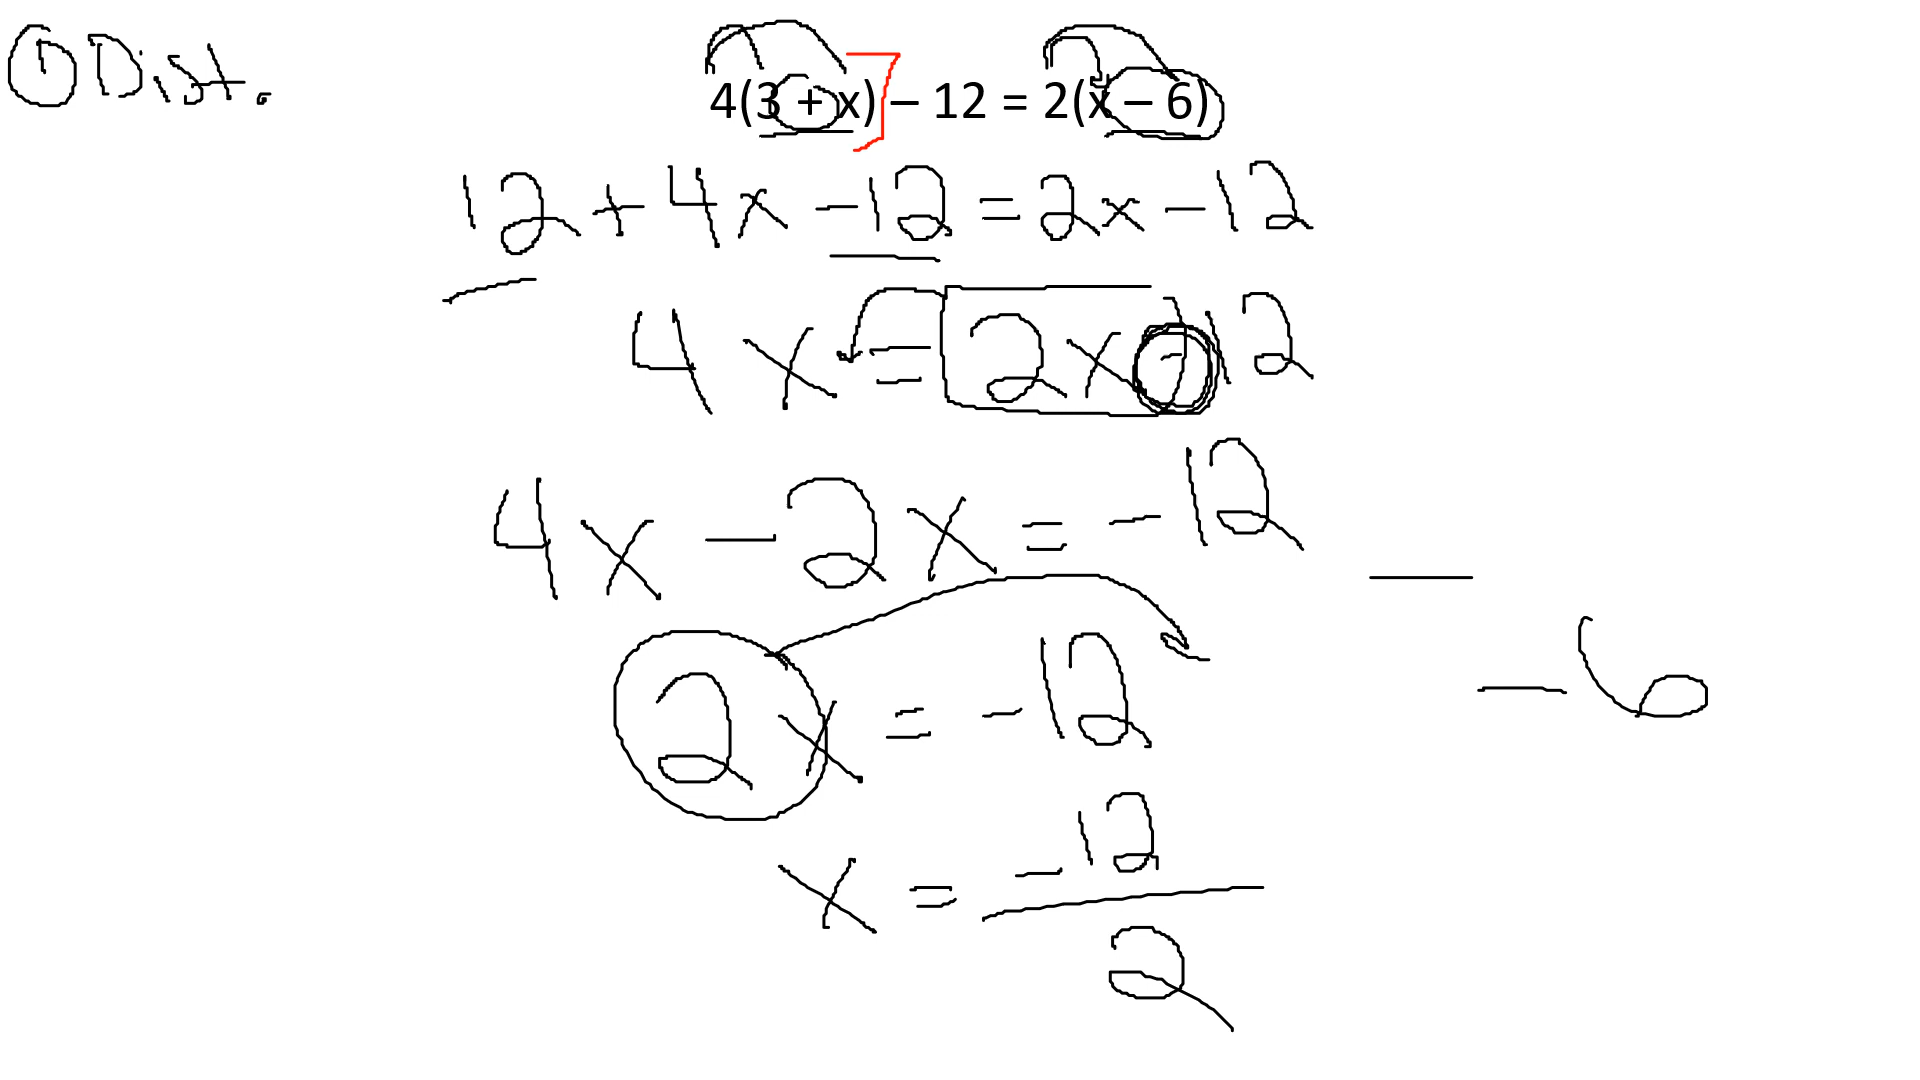 ① Dist.
4(3 + x) – 12 = 2(x – 6)
12 + 4x - 12 = 2x - 12
4x = 2x - 12
4x - 2x = -12
2x = -12
- 6
x = -12/2